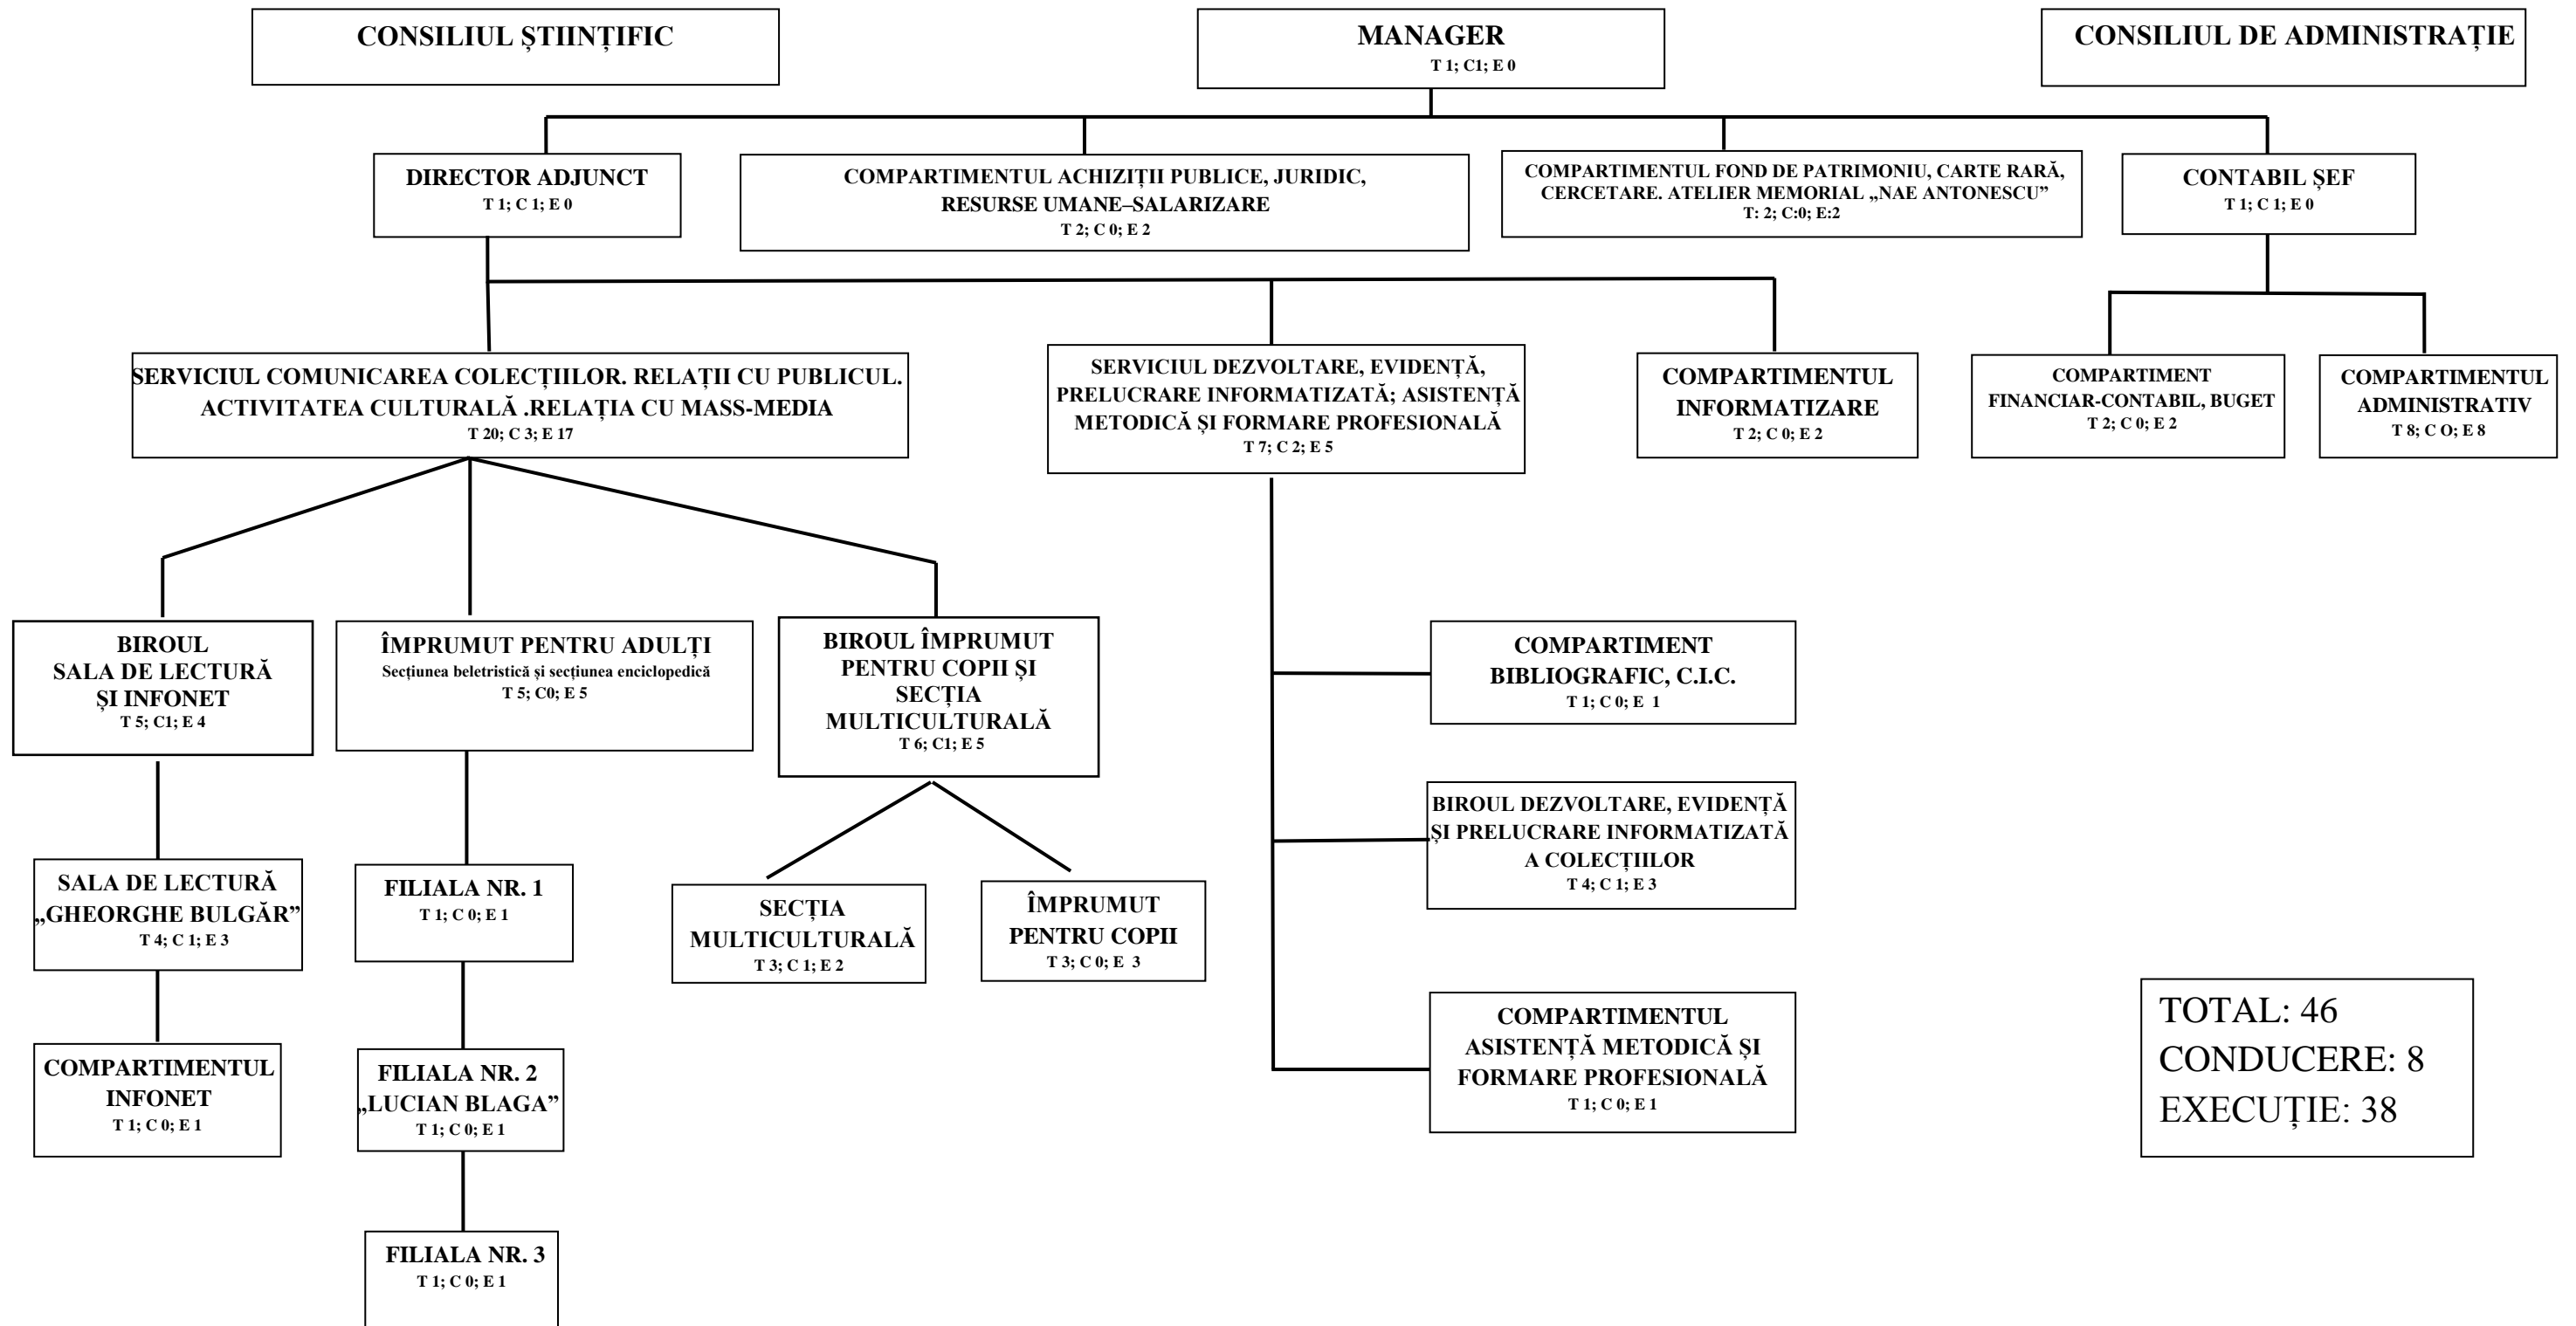 CONSILIUL ȘTIINȚIFIC
MANAGER
T 1; C1; E 0
CONSILIUL DE ADMINISTRAȚIE
DIRECTOR ADJUNCT
T 1; C 1; E 0
COMPARTIMENTUL ACHIZIȚII PUBLICE, JURIDIC,
RESURSE UMANE–SALARIZARE
T 2; C 0; E 2
COMPARTIMENTUL FOND DE PATRIMONIU, CARTE RARĂ,
CERCETARE. ATELIER MEMORIAL „NAE ANTONESCU”
T: 2; C:0; E:2
CONTABIL ȘEF
T 1; C 1; E 0
SERVICIUL COMUNICAREA COLECȚIILOR. RELAȚII CU PUBLICUL.
ACTIVITATEA CULTURALĂ .RELAȚIA CU MASS-MEDIA
T 20; C 3; E 17
SERVICIUL DEZVOLTARE, EVIDENȚĂ,
PRELUCRARE INFORMATIZATĂ; ASISTENȚĂ
METODICĂ ȘI FORMARE PROFESIONALĂ
T 7; C 2; E 5
COMPARTIMENTUL
INFORMATIZARE
T 2; C 0; E 2
COMPARTIMENT
FINANCIAR-CONTABIL, BUGET
T 2; C 0; E 2
COMPARTIMENTUL
ADMINISTRATIV
T 8; C O; E 8
BIROUL
SALA DE LECTURĂ
ȘI INFONET
T 5; C1; E 4
ÎMPRUMUT PENTRU ADULȚI
Secțiunea beletristică și secțiunea enciclopedică
T 5; C0; E 5
BIROUL ÎMPRUMUT
PENTRU COPII ȘI
SECȚIA
MULTICULTURALĂ
T 6; C1; E 5
COMPARTIMENT
BIBLIOGRAFIC, C.I.C.
T 1; C 0; E 1
BIROUL DEZVOLTARE, EVIDENȚĂ
ȘI PRELUCRARE INFORMATIZATĂ
A COLECȚIILOR
T 4; C 1; E 3
SALA DE LECTURĂ
„GHEORGHE BULGĂR”
T 4; C 1; E 3
FILIALA NR. 1
T 1; C 0; E 1
SECȚIA
MULTICULTURALĂ
T 3; C 1; E 2
ÎMPRUMUT
PENTRU COPII
T 3; C 0; E 3
COMPARTIMENTUL
ASISTENȚĂ METODICĂ ȘI
FORMARE PROFESIONALĂ
T 1; C 0; E 1
TOTAL: 46
CONDUCERE: 8
EXECUȚIE: 38
COMPARTIMENTUL
INFONET
T 1; C 0; E 1
FILIALA NR. 2
„LUCIAN BLAGA”
T 1; C 0; E 1
FILIALA NR. 3
T 1; C 0; E 1